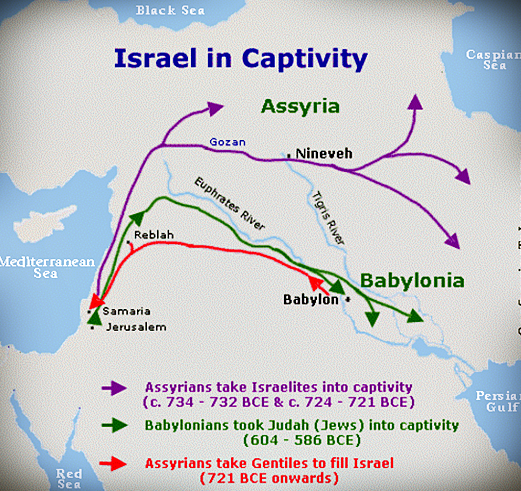 Black Sea
Israel in Captivity
Caspian
Sea
Assyria
Gozan
Nineveh
Euphrates River
Tigris River
Reblah
Mediterranean
Sea
Babylonia
Babylon
Samaria
Jerusalem
Persian
Gulf
Assyrians take Israelites into captivity
(c. 734 - 732 BCE & c. 724 - 721 BCE)
Babylonians took Judah (Jews) into captivity
(604 - 586 BCE)
Assyrians take Gentiles to fill Israel
(721 BCE onwards)
Red
Sea